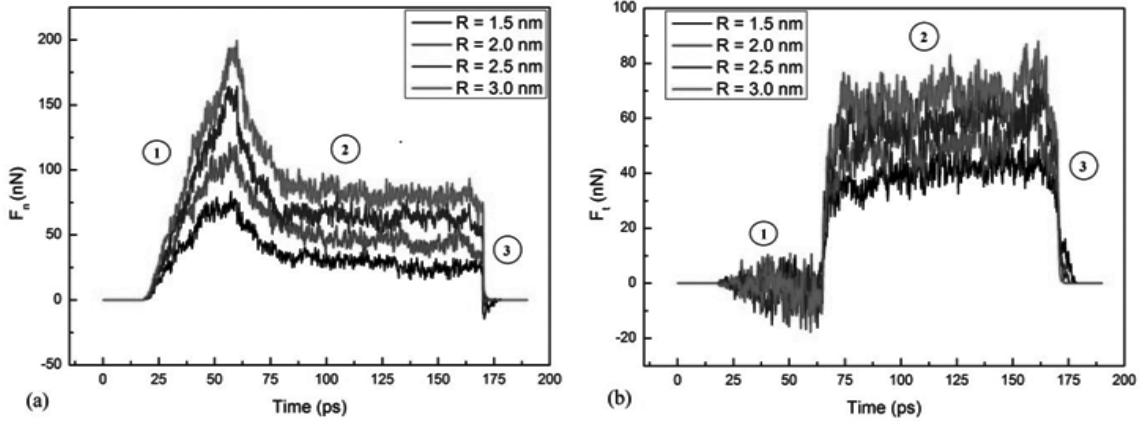 R = 1.5 nm
R = 2.0 nm
R = 2.5 nm
R = 3.0 nm
200
150
100
50
0
-50
Fn (nN)
1
2
3
0 25 50 75 100 125 150 175 200
Time (ps)
(a)
R = 1.5 nm
R = 2.0 nm
R = 2.5 nm
R = 3.0 nm
100
80
60
40
20
0
-20
Ft (nN)
1
2
3
0 25 50 75 100 125 150 175 200
Time (ps)
(b)